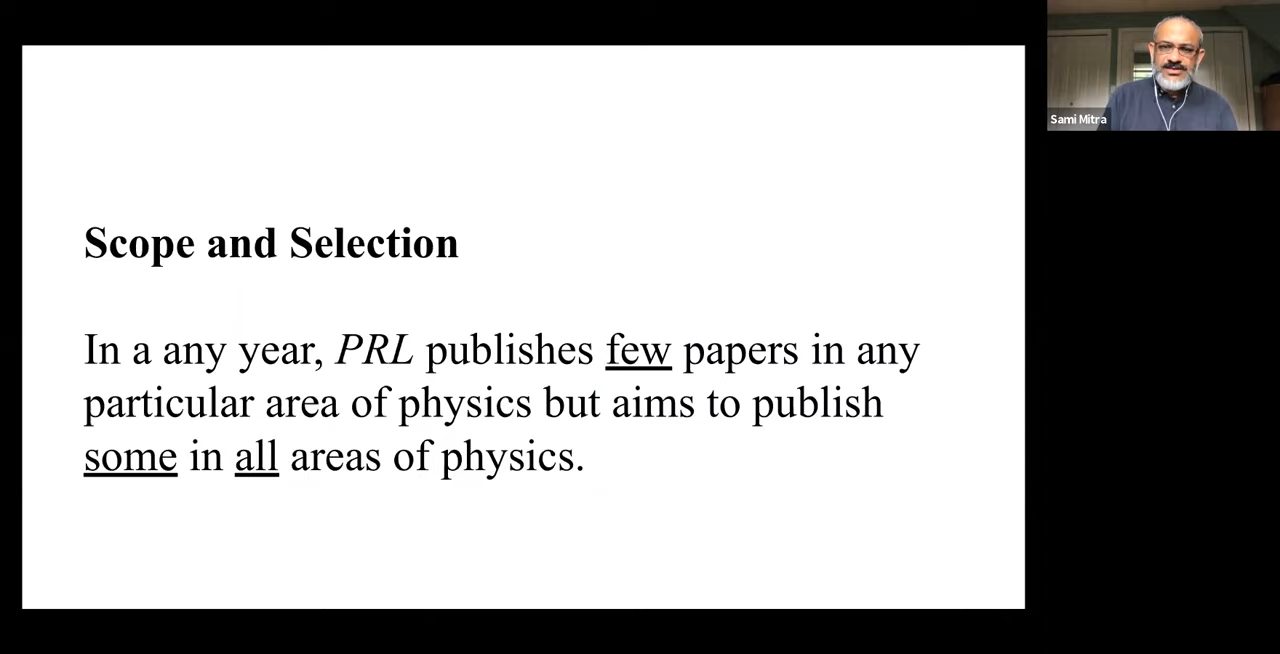 Scope and Selection
In a any year, PRL publishes few papers in any
particular area of physics but aims to publish
some in all areas of physics.
Sami Mitra